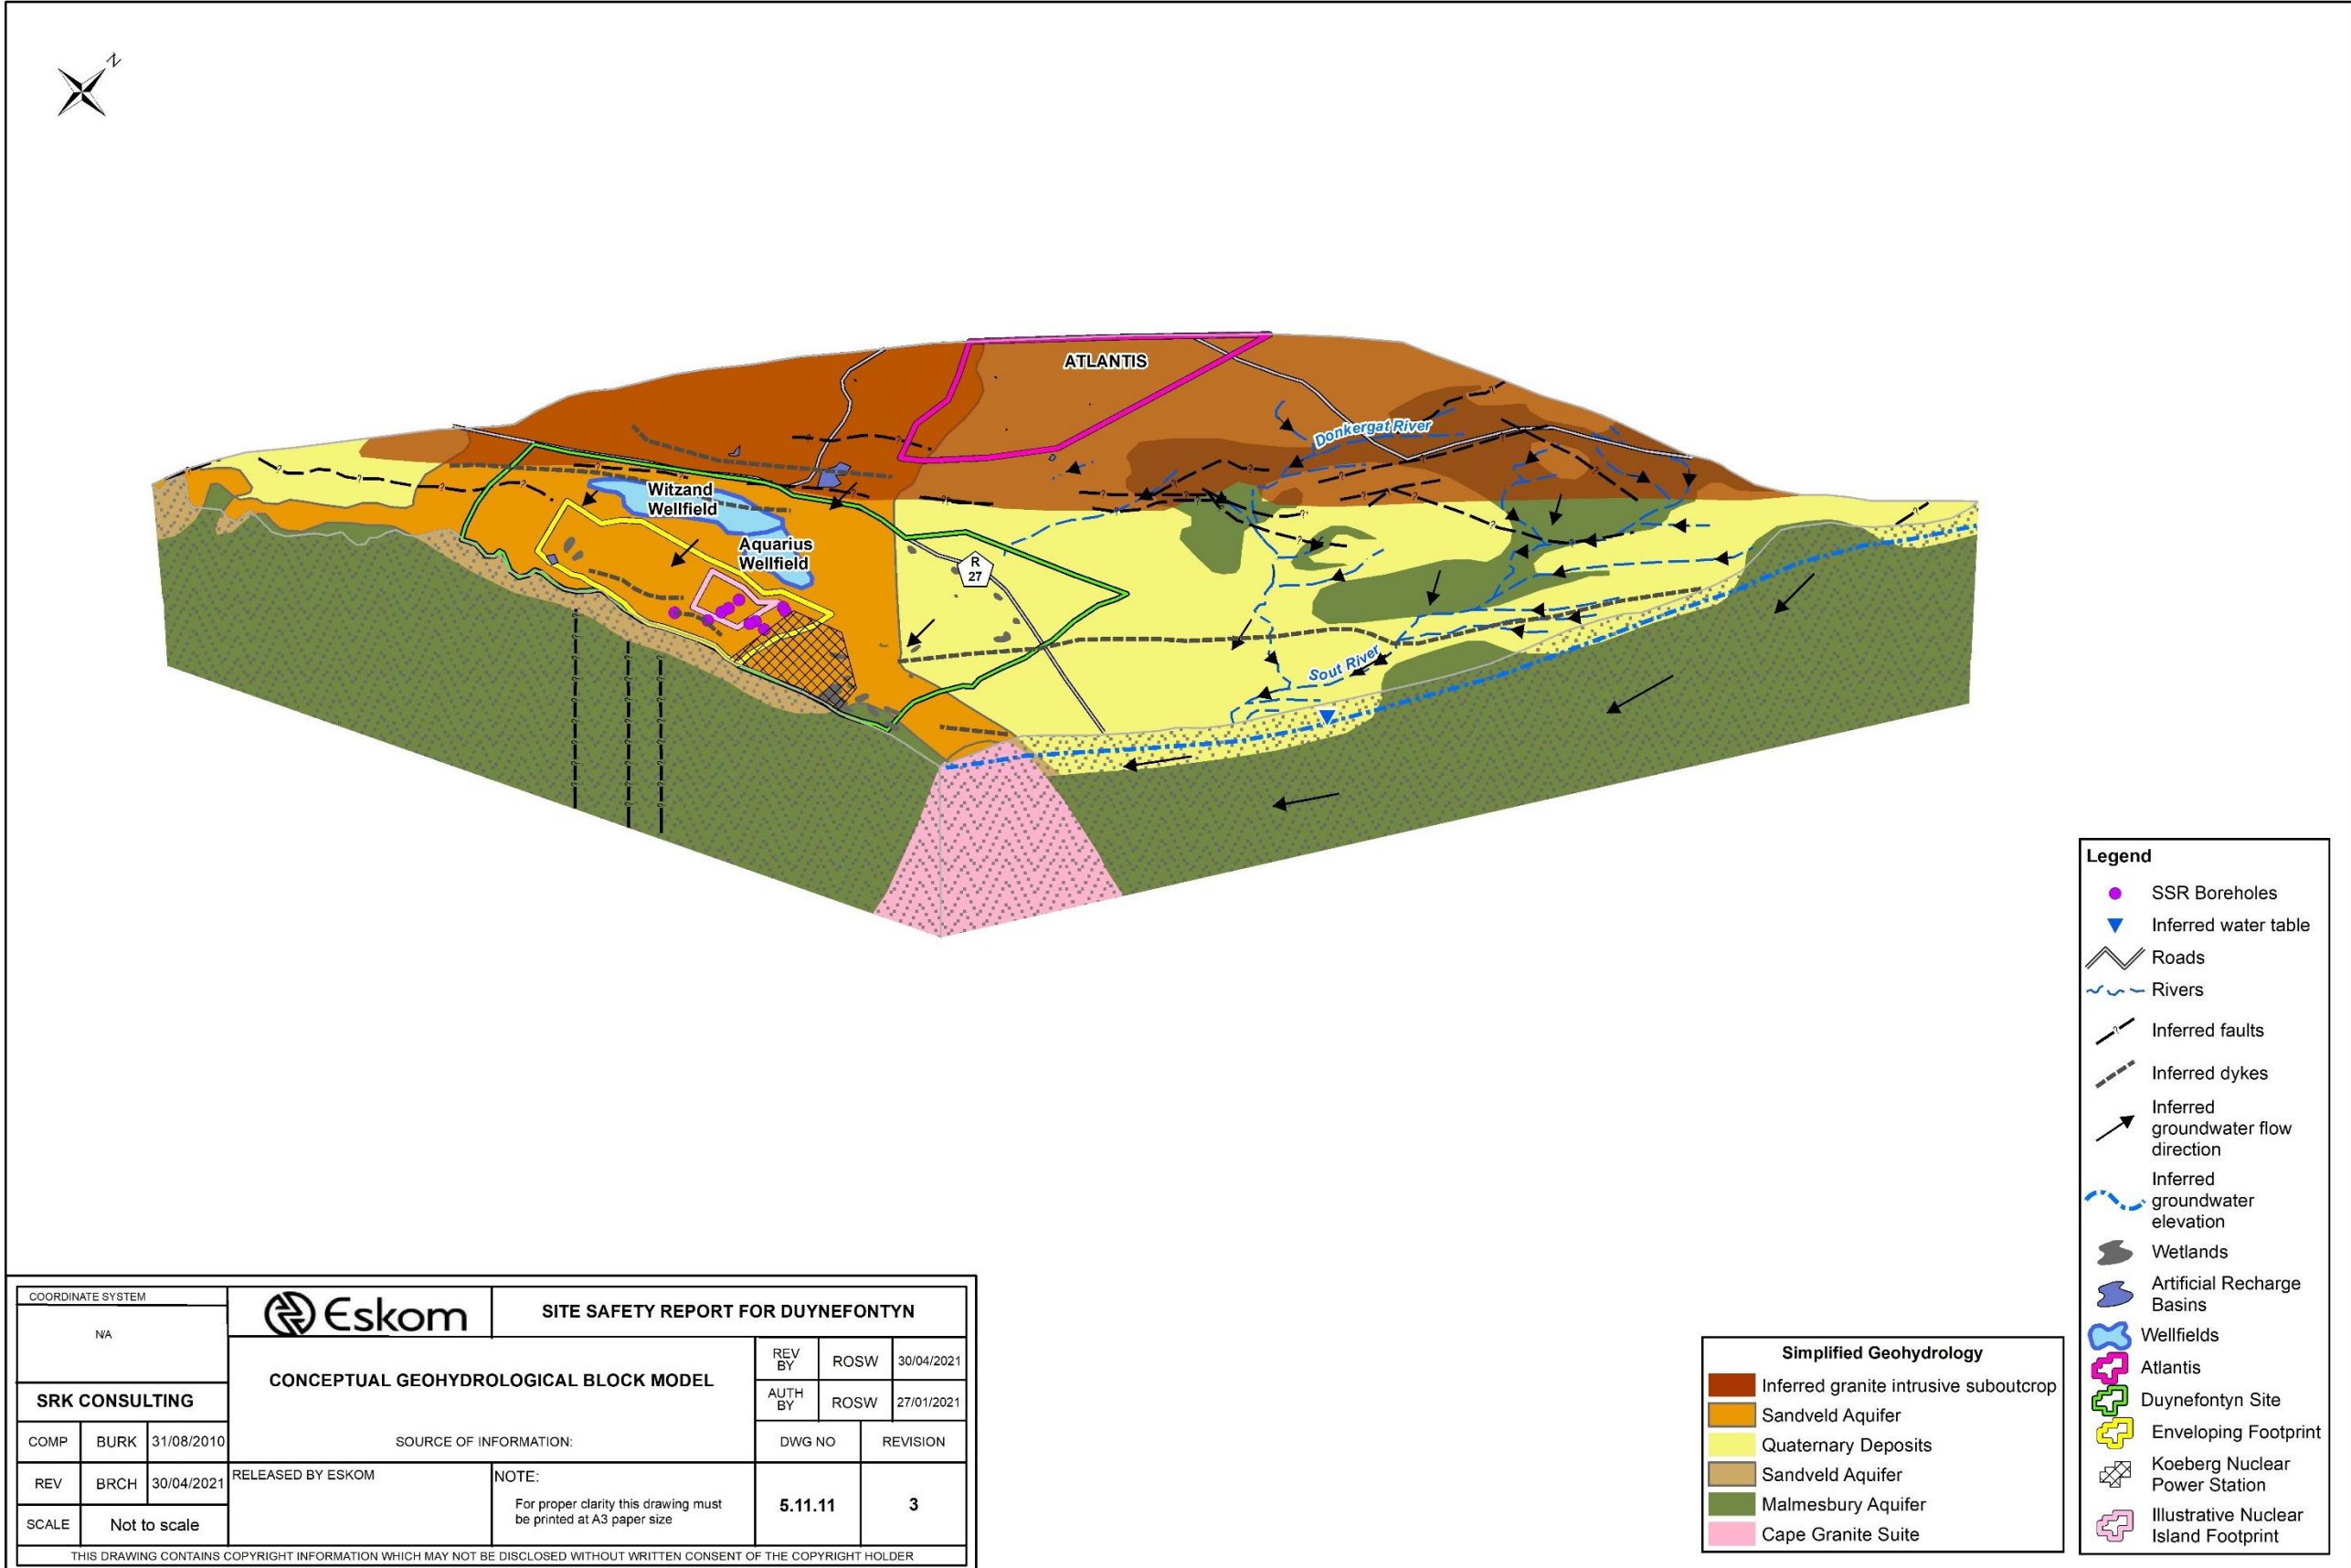 N
ATLANTIS
Donkergat River
Witzand
Wellfield
Aquarius
Wellfield
R
27
Sout River
Legend
SSR Boreholes
Inferred water table
Roads
Rivers
Inferred faults
Inferred dykes
Inferred
groundwater flow
direction
Inferred
groundwater
elevation
Wetlands
Artificial Recharge
Basins
Wellfields
Atlantis
Duynefontyn Site
Enveloping Footprint
Koeberg Nuclear
Power Station
Illustrative Nuclear
Island Footprint
Simplified Geohydrology
Inferred granite intrusive suboutcrop
Sandveld Aquifer
Quaternary Deposits
Sandveld Aquifer
Malmesbury Aquifer
Cape Granite Suite
COORDINATE SYSTEM
N/A
SRK CONSULTING
COMP BURK 31/08/2010
REV BRCH 30/04/2021
SCALE Not to scale
Eskom
SITE SAFETY REPORT FOR DUYNEFONTYN
CONCEPTUAL GEOHYDROLOGICAL BLOCK MODEL
SOURCE OF INFORMATION:
REV
BY
ROSW 30/04/2021
AUTH
BY
ROSW 27/01/2021
DWG NO REVISION
5.11.11 3
RELEASED BY ESKOM
NOTE:
For proper clarity this drawing must
be printed at A3 paper size
THIS DRAWING CONTAINS COPYRIGHT INFORMATION WHICH MAY NOT BE DISCLOSED WITHOUT WRITTEN CONSENT OF THE COPYRIGHT HOLDER